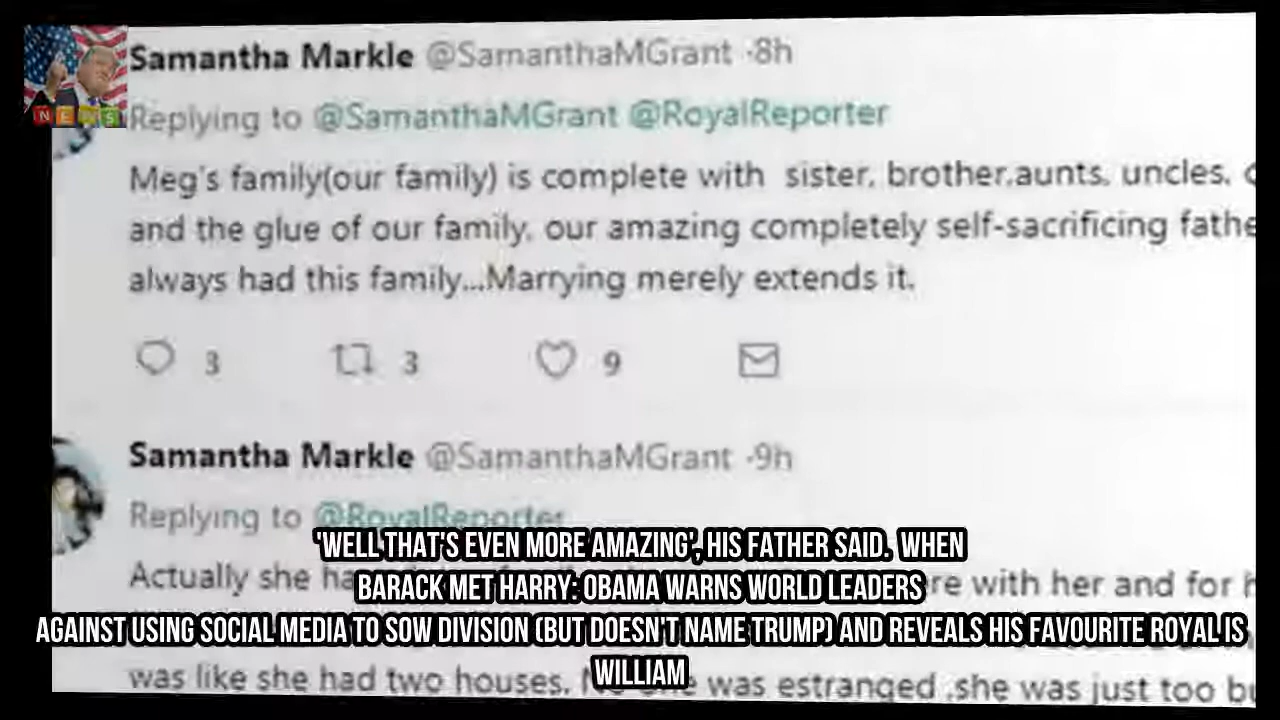 NEWS
Samantha Markle @SamanthaMGrant ·8h
Replying to @SamanthaMGrant @RoyalReporter
Meg's family(our family) is complete with sister, brother,aunts, uncles,
and the glue of our family, our amazing completely self-sacrificing
always had this family...Marrying merely extends it.
3 3 9
Samantha Markle @SamanthaMGrant ·9h
Replying to @RoyalReporter
'WELL THAT'S EVEN MORE AMAZING', HIS FATHER SAID. WHEN
Actually she with her and for
BARACK MET HARRY: OBAMA WARNS WORLD LEADERS
AGAINST USING SOCIAL MEDIA TO SOW DIVISION (BUT DOESN'T NAME TRUMP) AND REVEALS HIS FAVOURITE ROYAL IS
WILLIAM
was like she had two houses. was estranged .she was just too